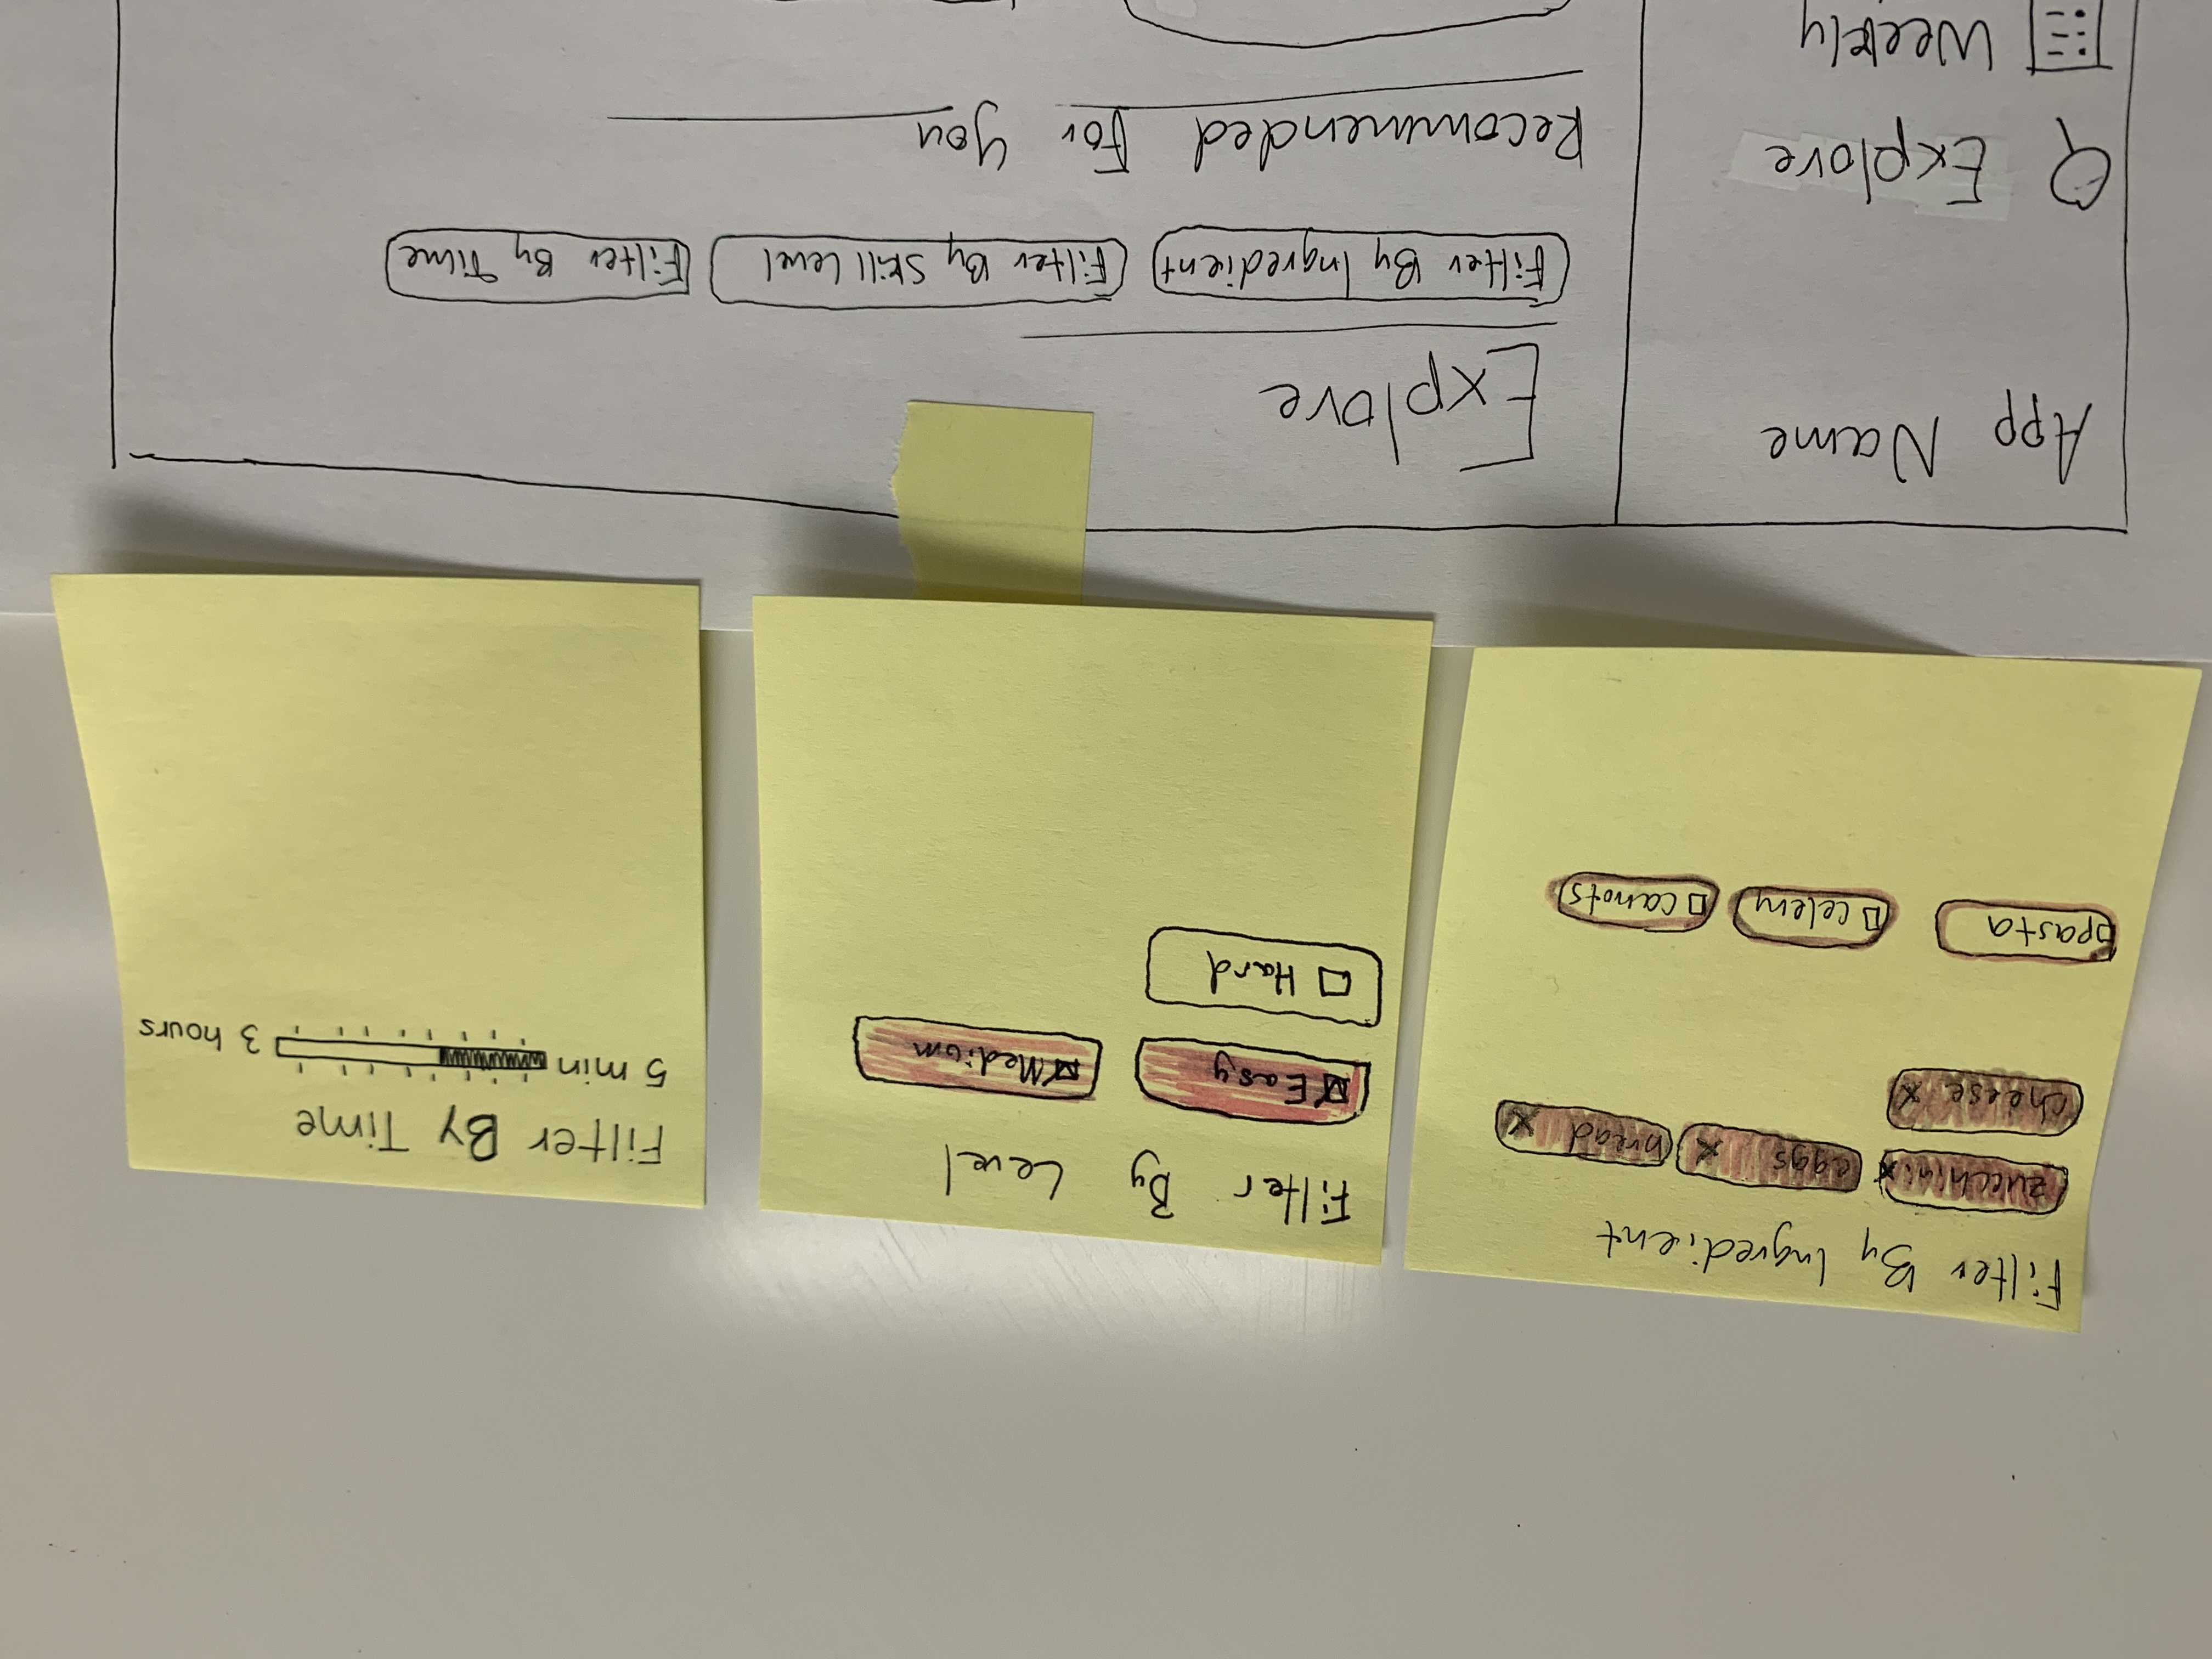 Filter By Ingredient
zucchini x eggs x bread x
cheese x
pasta celery carrots
Filter By Level
Easy Medium
Hard
Filter By Time
5 min 3 hours
App Name
Explore
Weekly
Explore
Filter By Ingredient Filter By Skill Level Filter By Time
Recommended For You